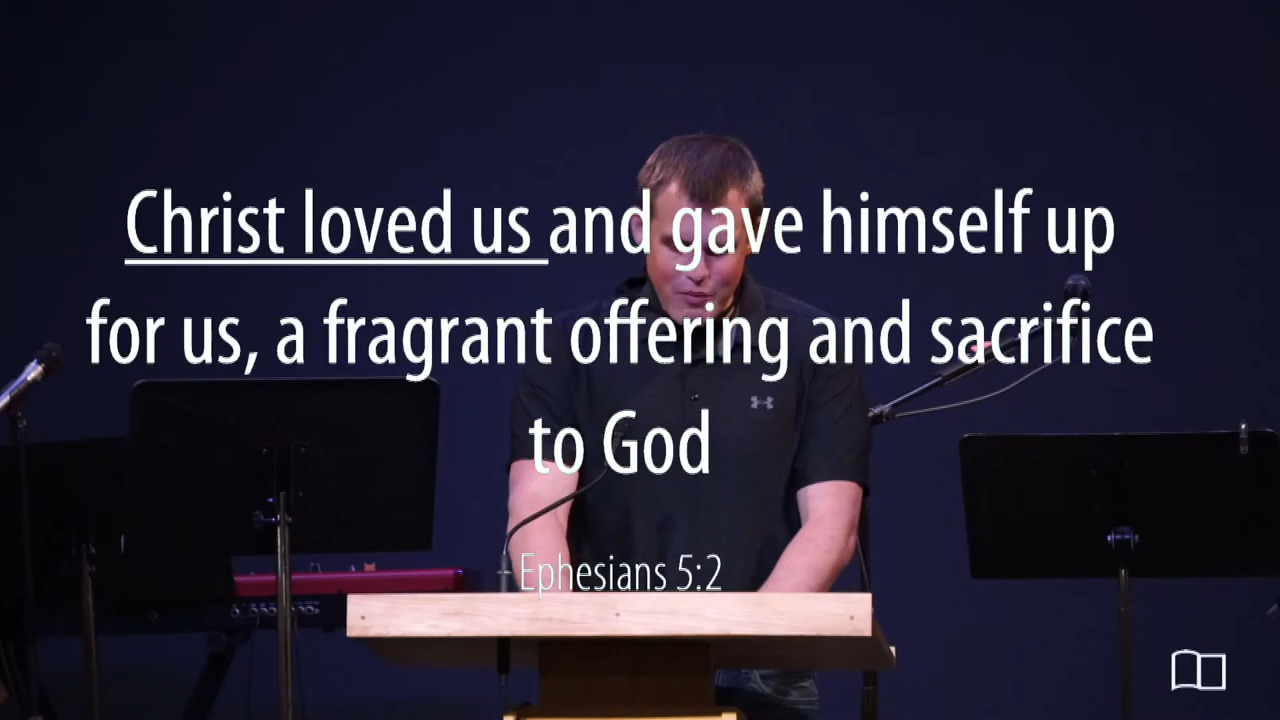 Christ loved us and gave himself up
for us, a fragrant offering and sacrifice
to God
Ephesians 5:2